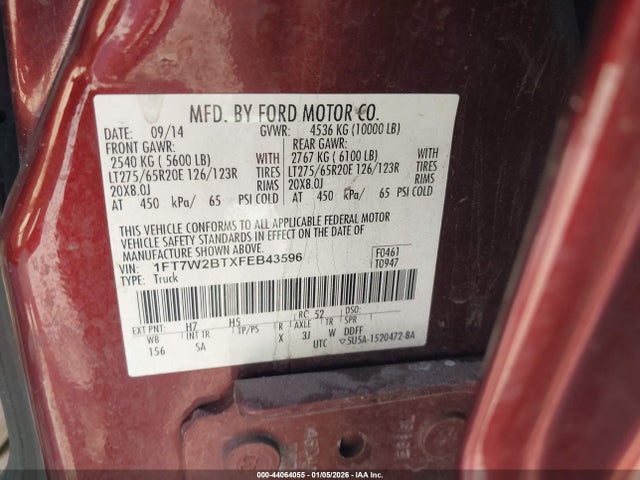 MFD. BY FORD MOTOR CO.
DATE: 09/14 GVWR: 4536 KG (10000 LB)
FRONT GAWR: REAR GAWR:
2540 KG ( 5600 LB) WITH 2767 KG ( 6100 LB) WITH
LT275/65R20E 126/123R TIRES LT275/65R20E 126/123R TIRES
20X8.0J RIMS 20X8.0J RIMS
AT 450 kPa/ 65 PSI COLD AT 450 kPa/ 65 PSI COLD
THIS VEHICLE CONFORMS TO ALL APPLICABLE FEDERAL MOTOR
VEHICLE SAFETY STANDARDS IN EFFECT ON THE DATE OF
MANUFACTURE SHOWN ABOVE.
VIN: 1FT7W2BTXFEB43596 F0461
TYPE: Truck T0947
RC: 52 DSO:
EXT PNT: H7 H5 
WB INT TR TP/PS R AXLE TR SPR
156 SA X 3J W DDFF
UTC ▽5U5A-1520472-BA
000-44064055 | 01/05/2026 - IAA, Inc.